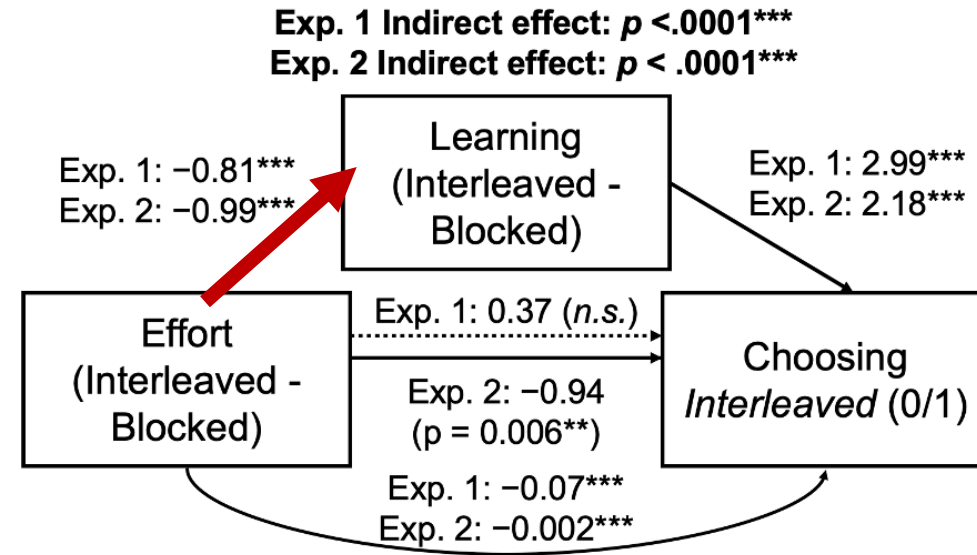 Exp. 1 Indirect effect: p <.0001***
Exp. 2 Indirect effect: p < .0001***
Learning
(Interleaved -
Blocked)
Exp. 1: −0.81***
Exp. 2: −0.99***
Exp. 1: 2.99***
Exp. 2: 2.18***
Effort
(Interleaved -
Blocked)
Exp. 1: 0.37 (n.s.)
Exp. 2: −0.94
(p = 0.006**)
Choosing
Interleaved (0/1)
Exp. 1: −0.07***
Exp. 2: −0.002***